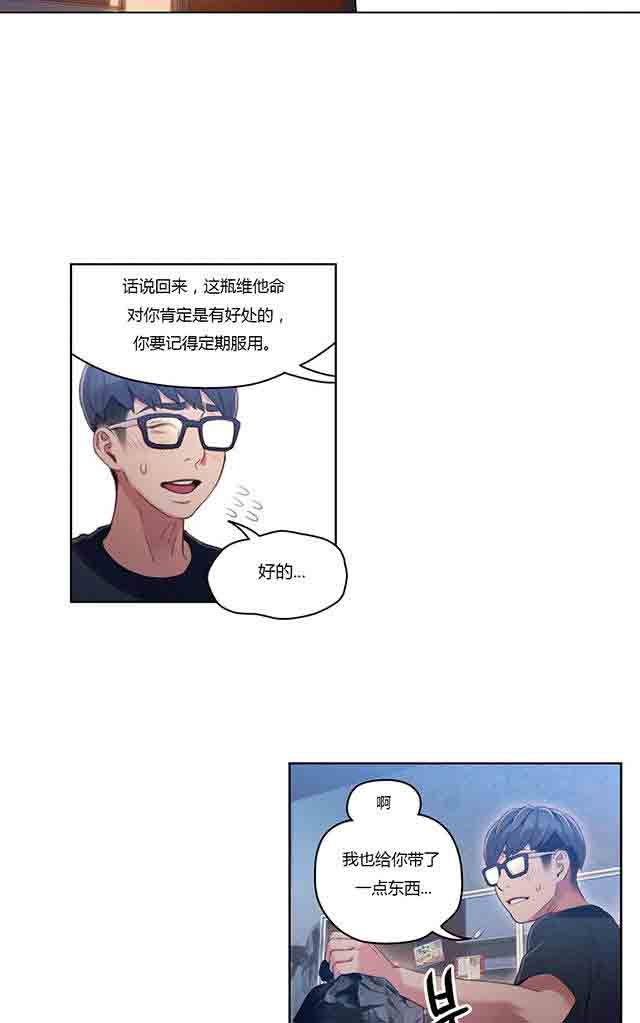 话说回来，这瓶维他命
对你肯定是有好处的，
你要记得定期服用。
好的...
啊
我也给你带了
一点东西...
부